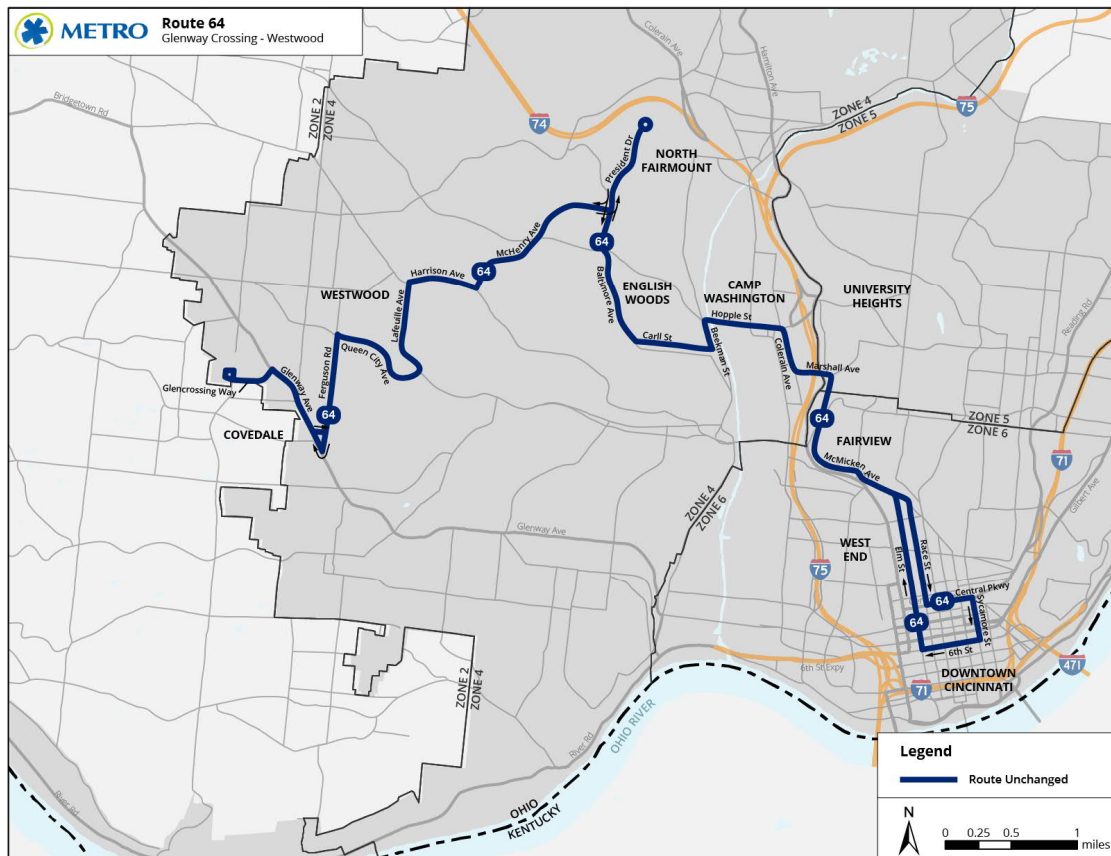 METRO
Route 64
Glenway Crossing - Westwood
Colerain Ave
Hamilton Ave
Bridgetown Rd
ZONE 2
ZONE 4
74
ZONE 4
ZONE 5
75
President Dr
NORTH
FAIRMOUNT
McHenry Ave
64
64
Harrison Ave
WESTWOOD
Lafeuille Ave
Baltimore Ave
ENGLISH
WOODS
CAMP
WASHINGTON
UNIVERSITY
HEIGHTS
Reading Rd
Hopple St
Carll St
Beekman St
Colerain Ave
Marshall Ave
Ferguson Rd
Queen City Ave
Glencrossing Way
Glenway Ave
64
COVEDALE
64
FAIRVIEW
ZONE 5
ZONE 6
71
McMicken Ave
Gilbert Ave
ZONE 4
ZONE 6
Glenway Ave
WEST
END
75
Elm St
Race St
Central Pkwy
64
64
Sycamore St
6th St
6th St Expy
ZONE 2
ZONE 4
DOWNTOWN
CINCINNATI
71
471
OHIO RIVER
River Rd
River Rd
OHIO
KENTUCKY
Legend
Route Unchanged
N
0 0.25 0.5 1
miles